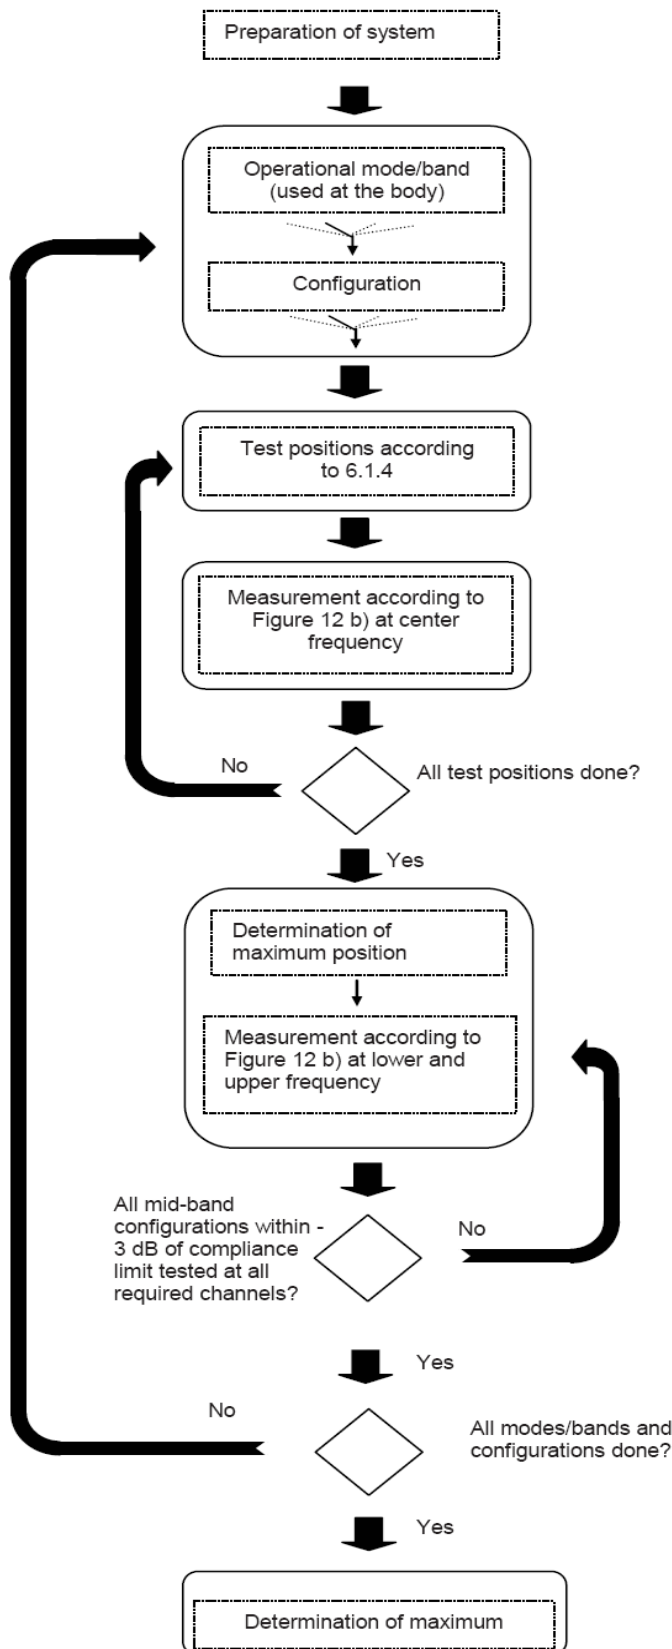 Preparation of system
Operational mode/band
(used at the body)
Configuration
Test positions according
to 6.1.4
Measurement according to
Figure 12 b) at center
frequency
No
All test positions done?
Yes
Determination of
maximum position
Measurement according to
Figure 12 b) at lower and
upper frequency
All mid-band
configurations within -
3 dB of compliance
limit tested at all
required channels?
No
Yes
No
All modes/bands and
configurations done?
Yes
Determination of maximum